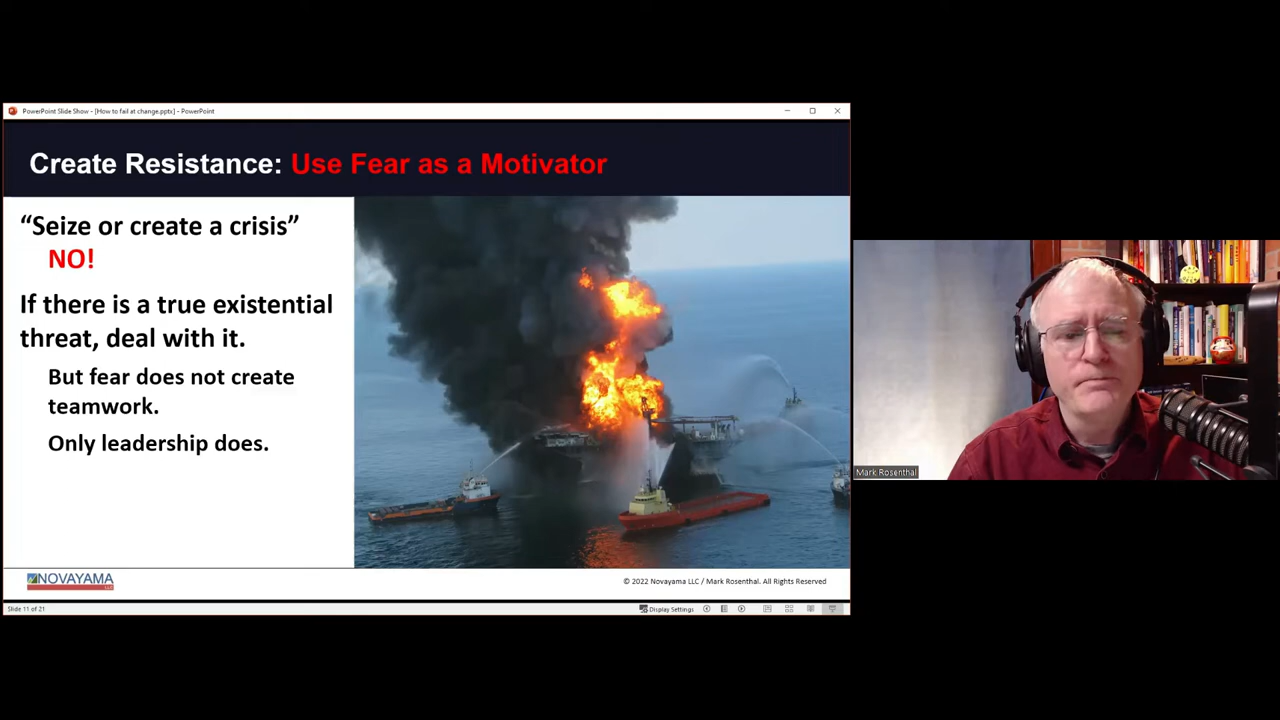 PowerPoint Slide Show - [How to fail at change.pptx] - PowerPoint
Create Resistance: Use Fear as a Motivator
“Seize or create a crisis”
NO!
If there is a true existential
threat, deal with it.
But fear does not create
teamwork.
Only leadership does.
NOVAYAMA
LLC
© 2022 Novayama LLC / Mark Rosenthal. All Rights Reserved
Slide 11 of 21
Display Settings
Mark Rosenthal